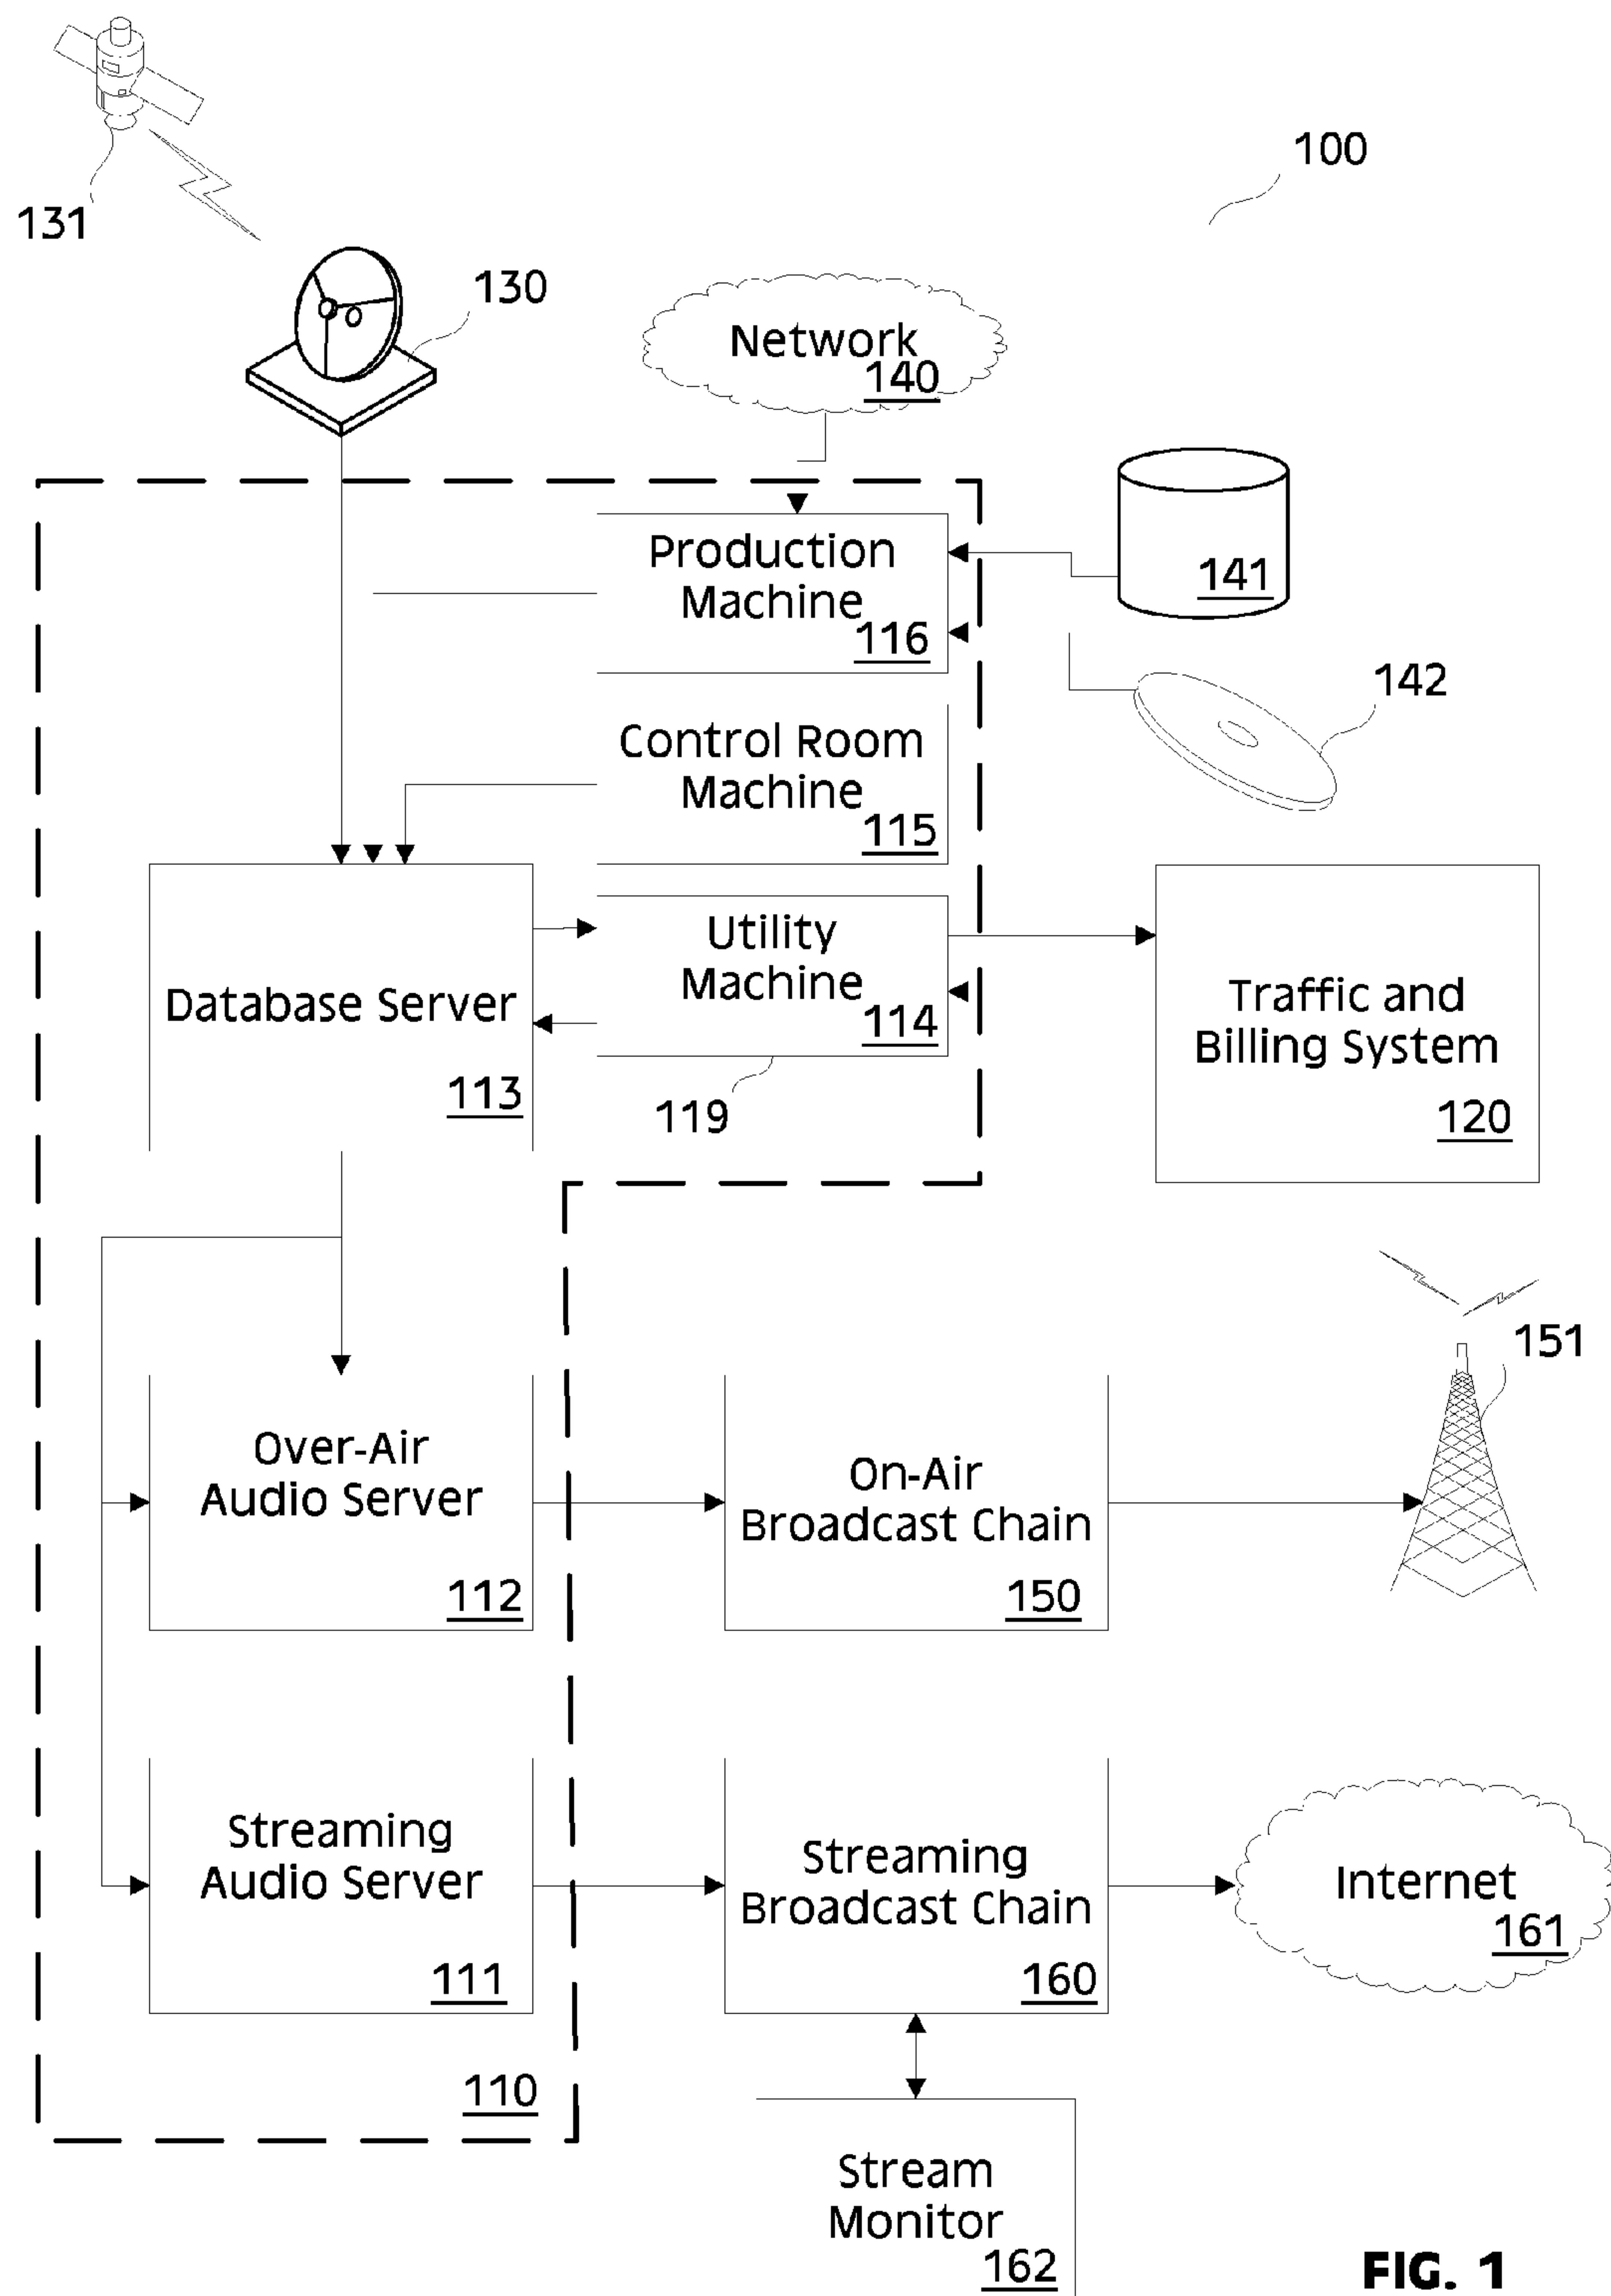 100
131
130
Network
140
Production
Machine
116
141
142
Control Room
Machine
115
Utility
Machine
114
Database Server
113
119
Traffic and
Billing System
120
151
Over-Air
Audio Server
112
On-Air
Broadcast Chain
150
Streaming
Audio Server
111
Streaming
Broadcast Chain
160
Internet
161
110
Stream
Monitor
162
FIG. 1